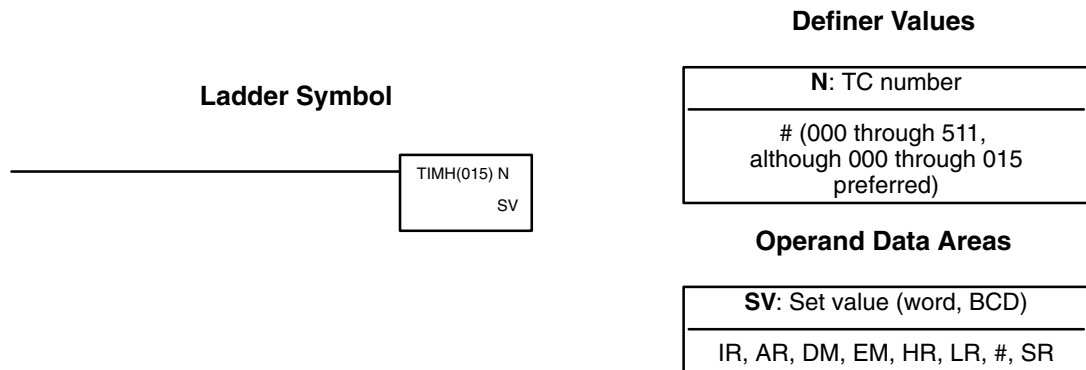 Ladder Symbol
TIMH(015) N
SV
Definer Values
N: TC number
# (000 through 511,
although 000 through 015
preferred)
Operand Data Areas
SV: Set value (word, BCD)
IR, AR, DM, EM, HR, LR, #, SR